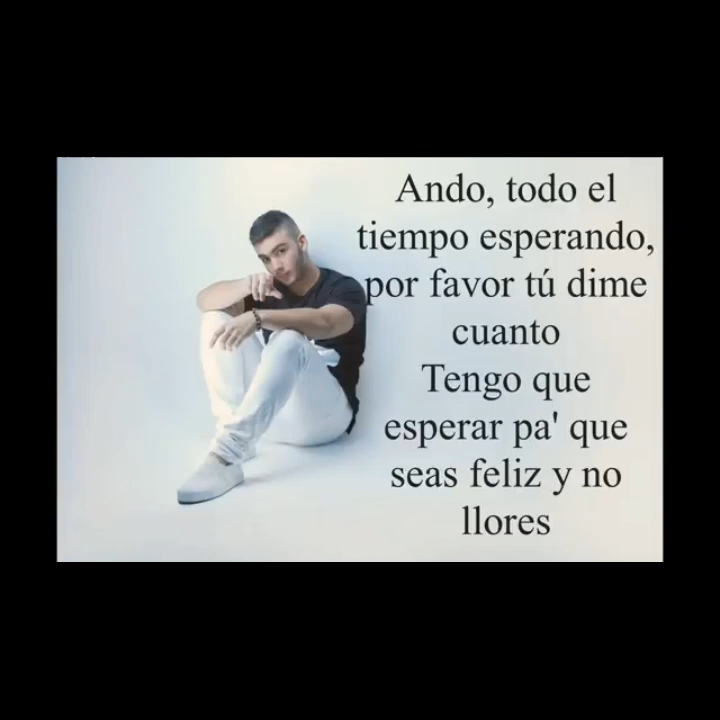 Ando, todo el
tiempo esperando,
por favor tú dime
cuanto
Tengo que
esperar pa' que
seas feliz y no
llores